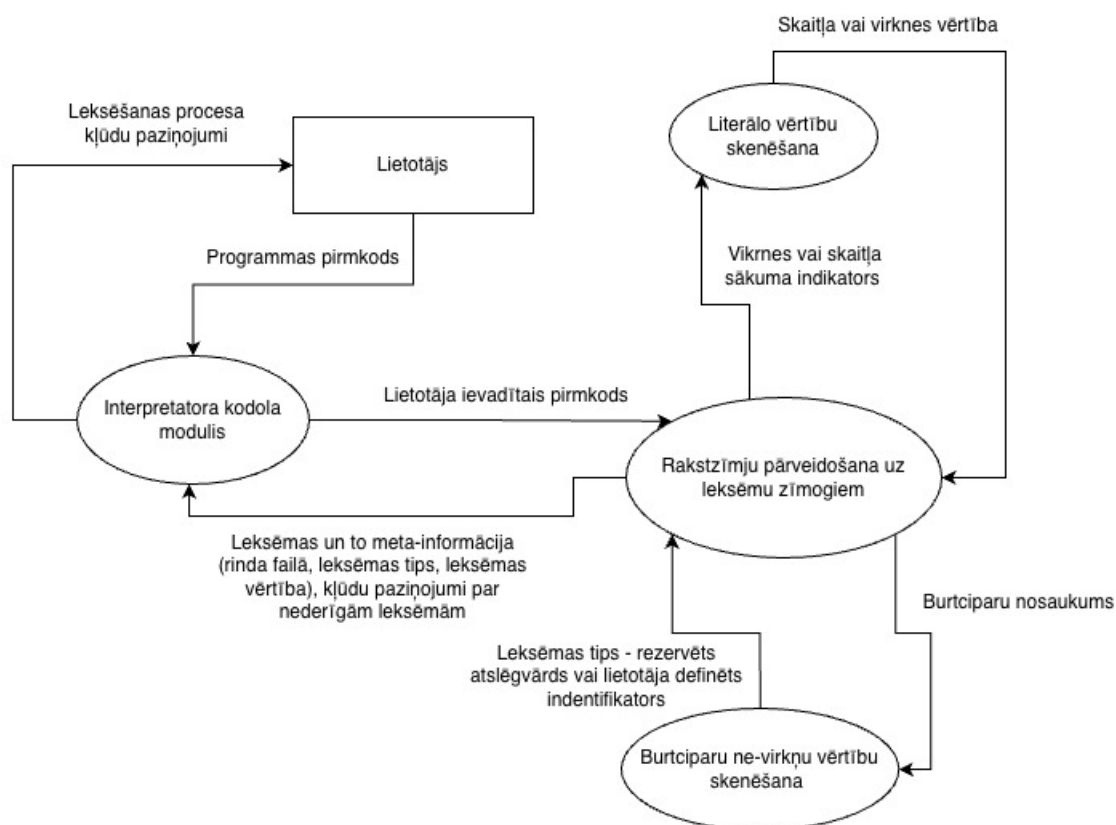 Skaitļa vai virknes vērtība
Leksēšanas procesa
kļūdu paziņojumi
Lietotājs
Literālo vērtību
skenēšana
Programmas pirmkods
Vikrnes vai skaitļa
sākuma indikators
Interpretatora kodola
modulis
Lietotāja ievadītais pirmkods
Rakstzīmju pārveidošana uz
leksēmu zīmogiem
Leksēmas un to meta-informācija
(rinda failā, leksēmas tips, leksēmas
vērtība), kļūdu paziņojumi par
nederīgām leksēmām
Burtciparu nosaukums
Leksēmas tips - rezervēts
atslēgvārds vai lietotāja definēts
indentifikators
Burtciparu ne-virkņu vērtību
skenēšana